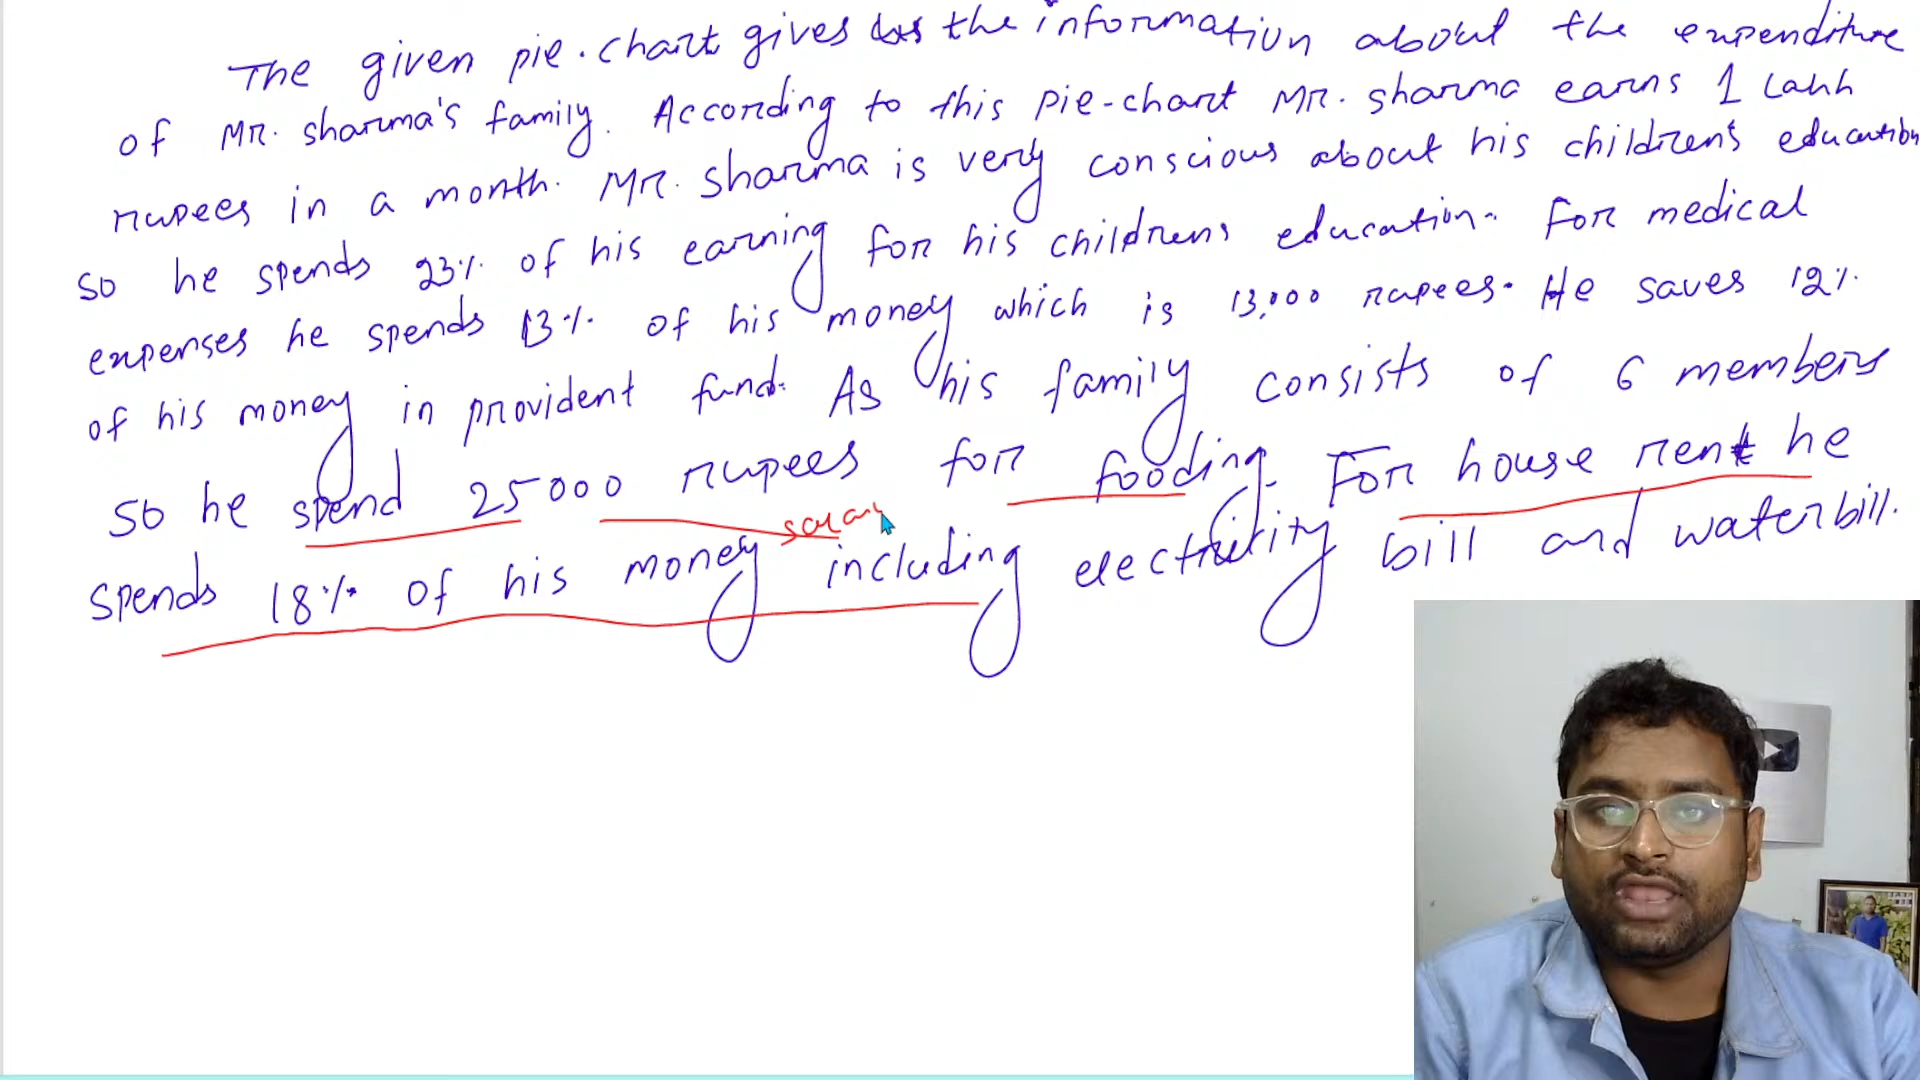 The given pie-chart gives us the information about the expenditure
of Mr. sharma's family. According to this pie-chart Mr. sharma earns 1 Lakh
rupees in a month. Mr. sharma is very conscious about his children's education
so he spends 23% of his earning for his childrens education. For medical
expenses he spends 13% of his money which is 13,000 rupees. He saves 12%
of his money in provident fund. As his family consists of 6 members
so he spend 25000 rupees for fooding. For house rent he
salary
spends 18% of his money including electricity bill and waterbill.